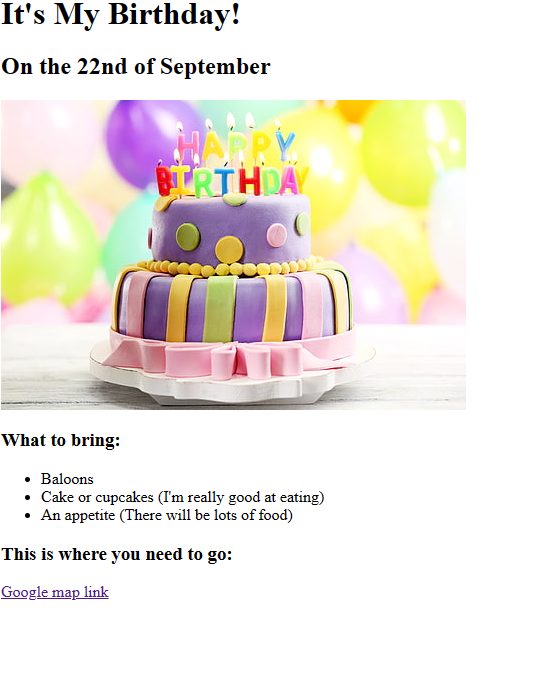 It's My Birthday!
On the 22nd of September
HAPPY
BIRTHDAY
What to bring:
Baloons
Cake or cupcakes (I'm really good at eating)
An appetite (There will be lots of food)
This is where you need to go:
Google map link